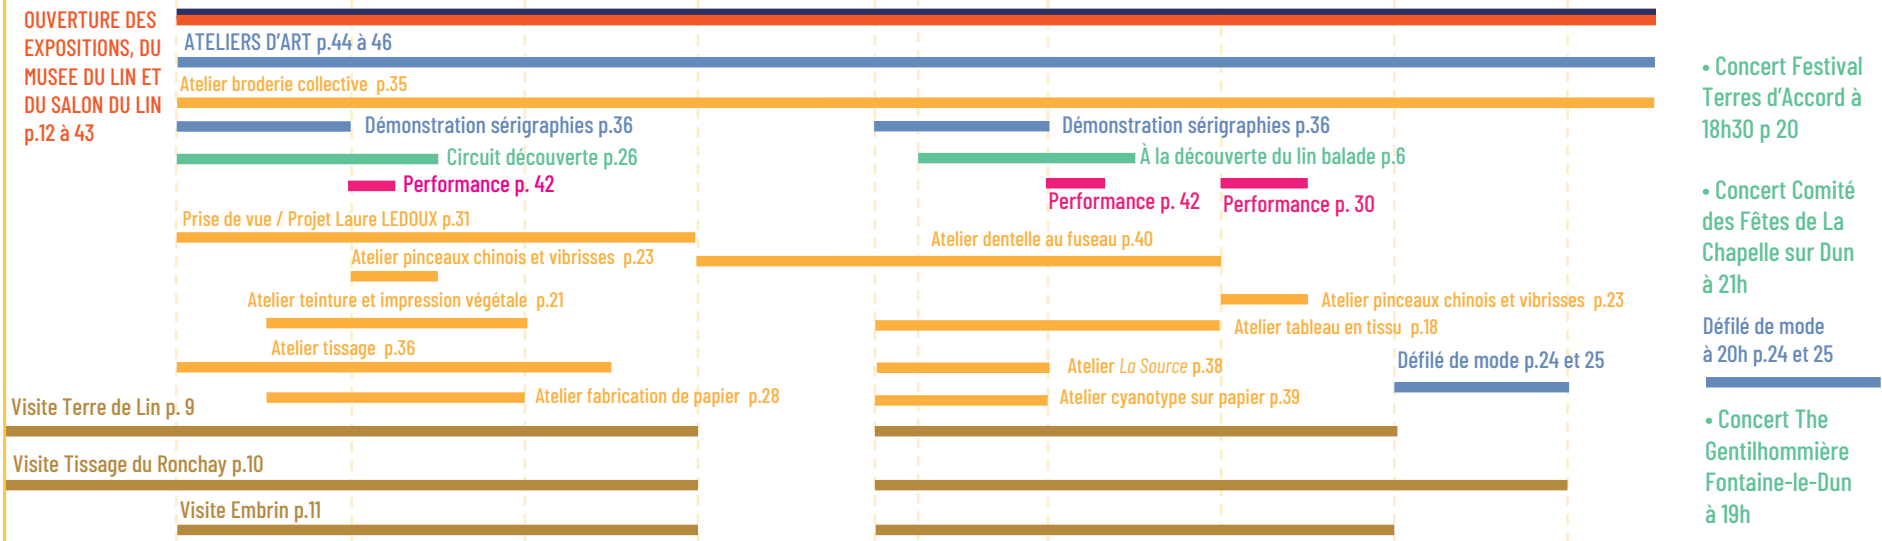 OUVERTURE DES
EXPOSITIONS, DU
MUSEE DU LIN ET
DU SALON DU LIN
p.12 à 43
ATELIERS D'ART p.44 à 46
Atelier broderie collective p.35
Démonstration sérigraphies p.36
Démonstration sérigraphies p.36
Circuit découverte p.26
À la découverte du lin balade p.6
Performance p. 42
Performance p. 42
Performance p. 30
Prise de vue / Projet Laure LEDOUX p.31
Atelier dentelle au fuseau p.40
Atelier pinceaux chinois et vibrisses p.23
Atelier teinture et impression végétale p.21
Atelier pinceaux chinois et vibrisses p.23
Atelier tableau en tissu p.18
Atelier tissage p.36
Atelier La Source p.38
Défilé de mode p.24 et 25
Atelier fabrication de papier p.28
Atelier cyanotype sur papier p.39
Visite Terre de Lin p. 9
Visite Tissage du Ronchay p.10
Visite Embrin p.11
• Concert Festival
Terres d'Accord à
18h30 p 20
• Concert Comité
des Fêtes de La
Chapelle sur Dun
à 21h
Défilé de mode
à 20h p.24 et 25
• Concert The
Gentilhommière
Fontaine-le-Dun
à 19h